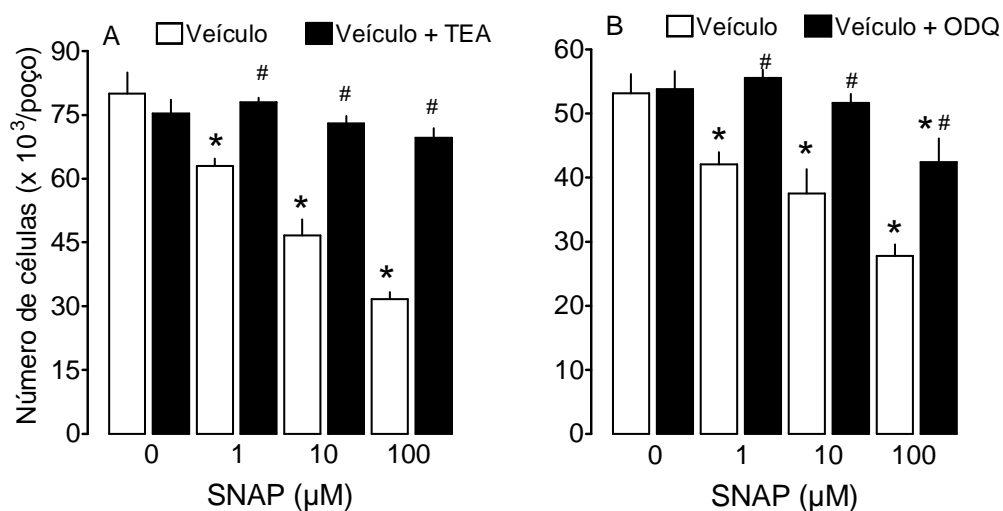 A Veículo Veículo + TEA
Número de células (x 10³/poço)
90
75
60
45
30
15
0
# # # #
* * *
0 1 10 100
SNAP (µM)
B Veículo Veículo + ODQ
60
50
40
30
20
10
0
# # * #
* * *
0 1 10 100
SNAP (µM)